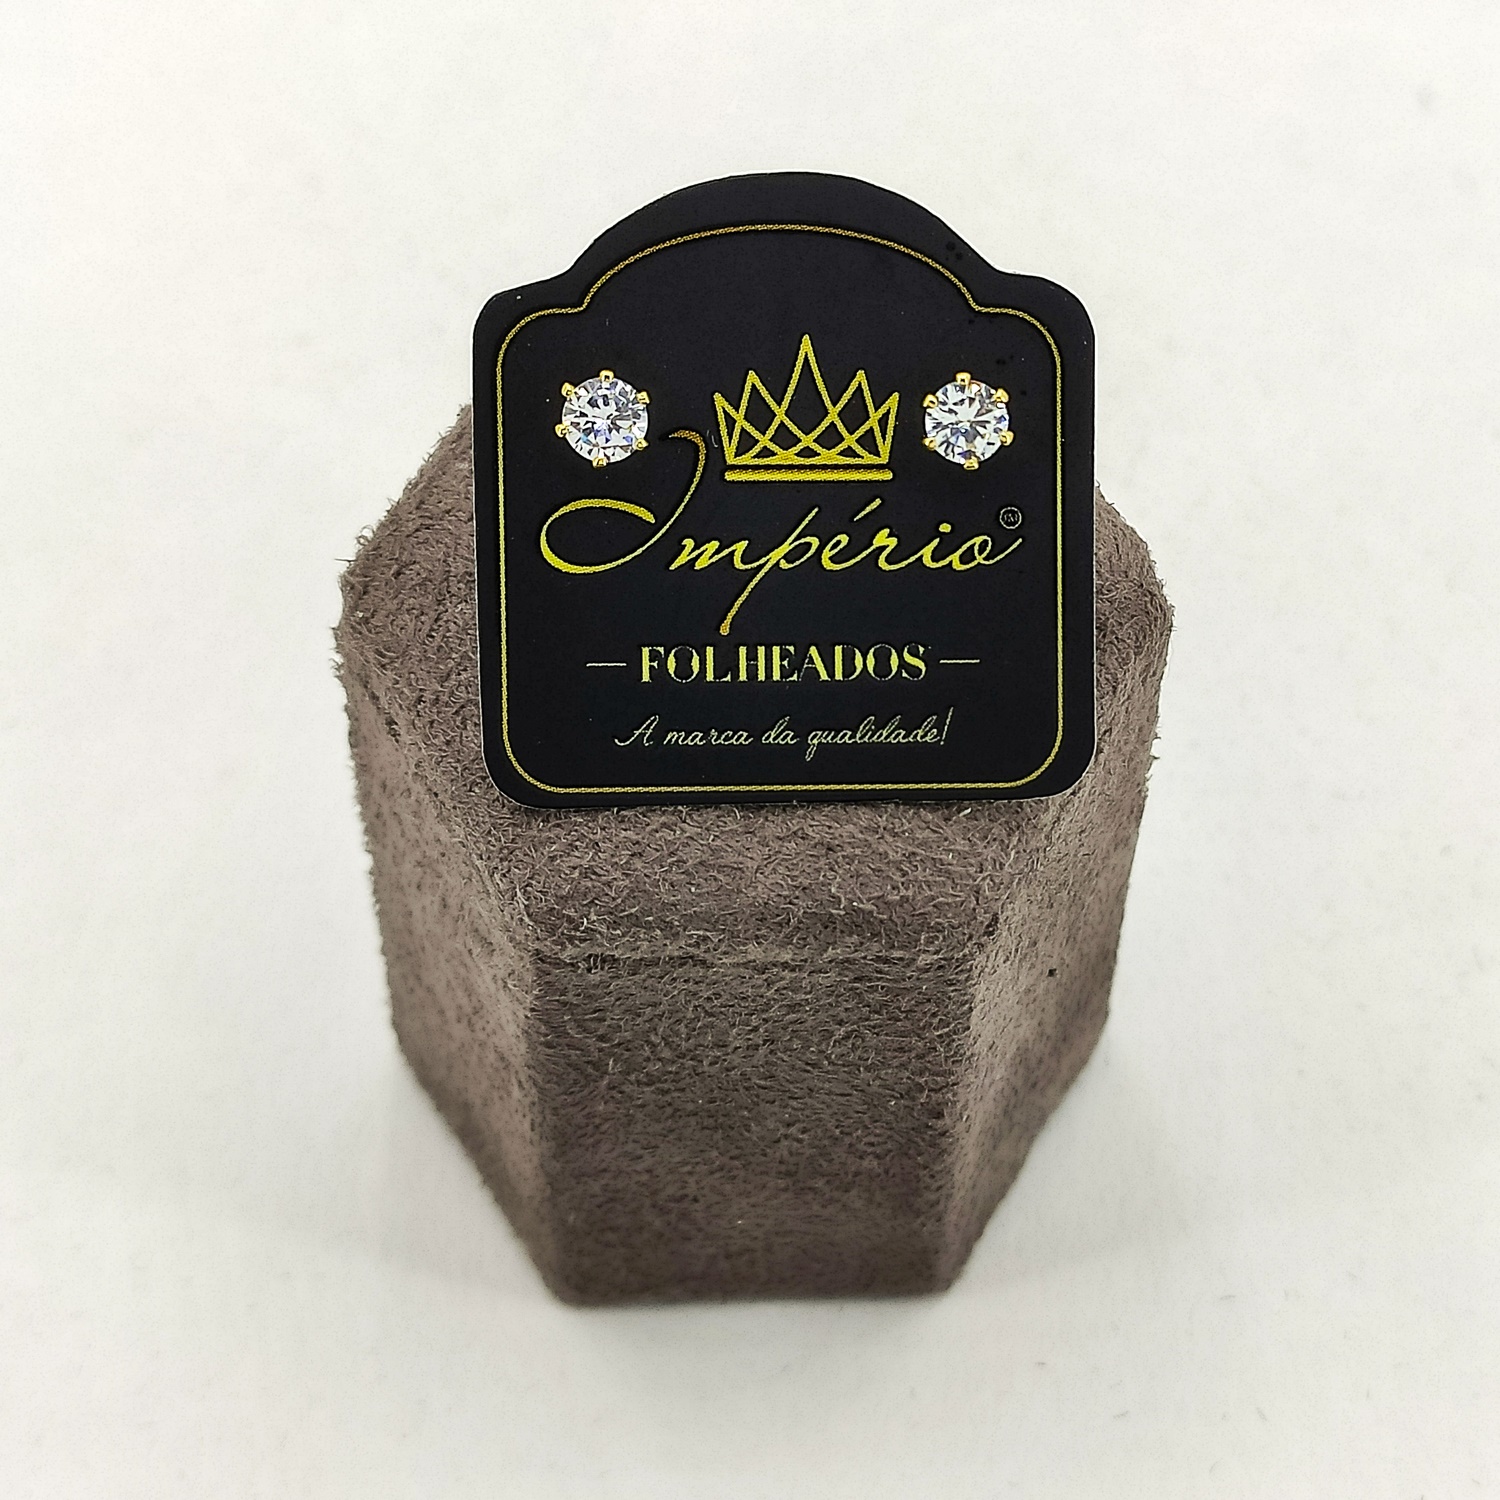 Império
FOLHEADOS
A marca da qualidade!